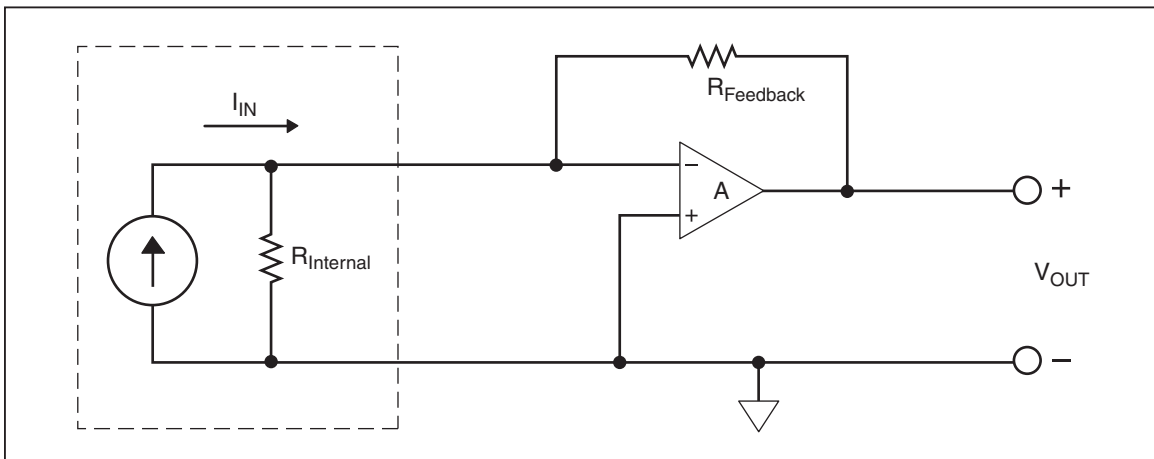 R_Feedback
I_IN
−
A
+
+
R_Internal
V_OUT
−